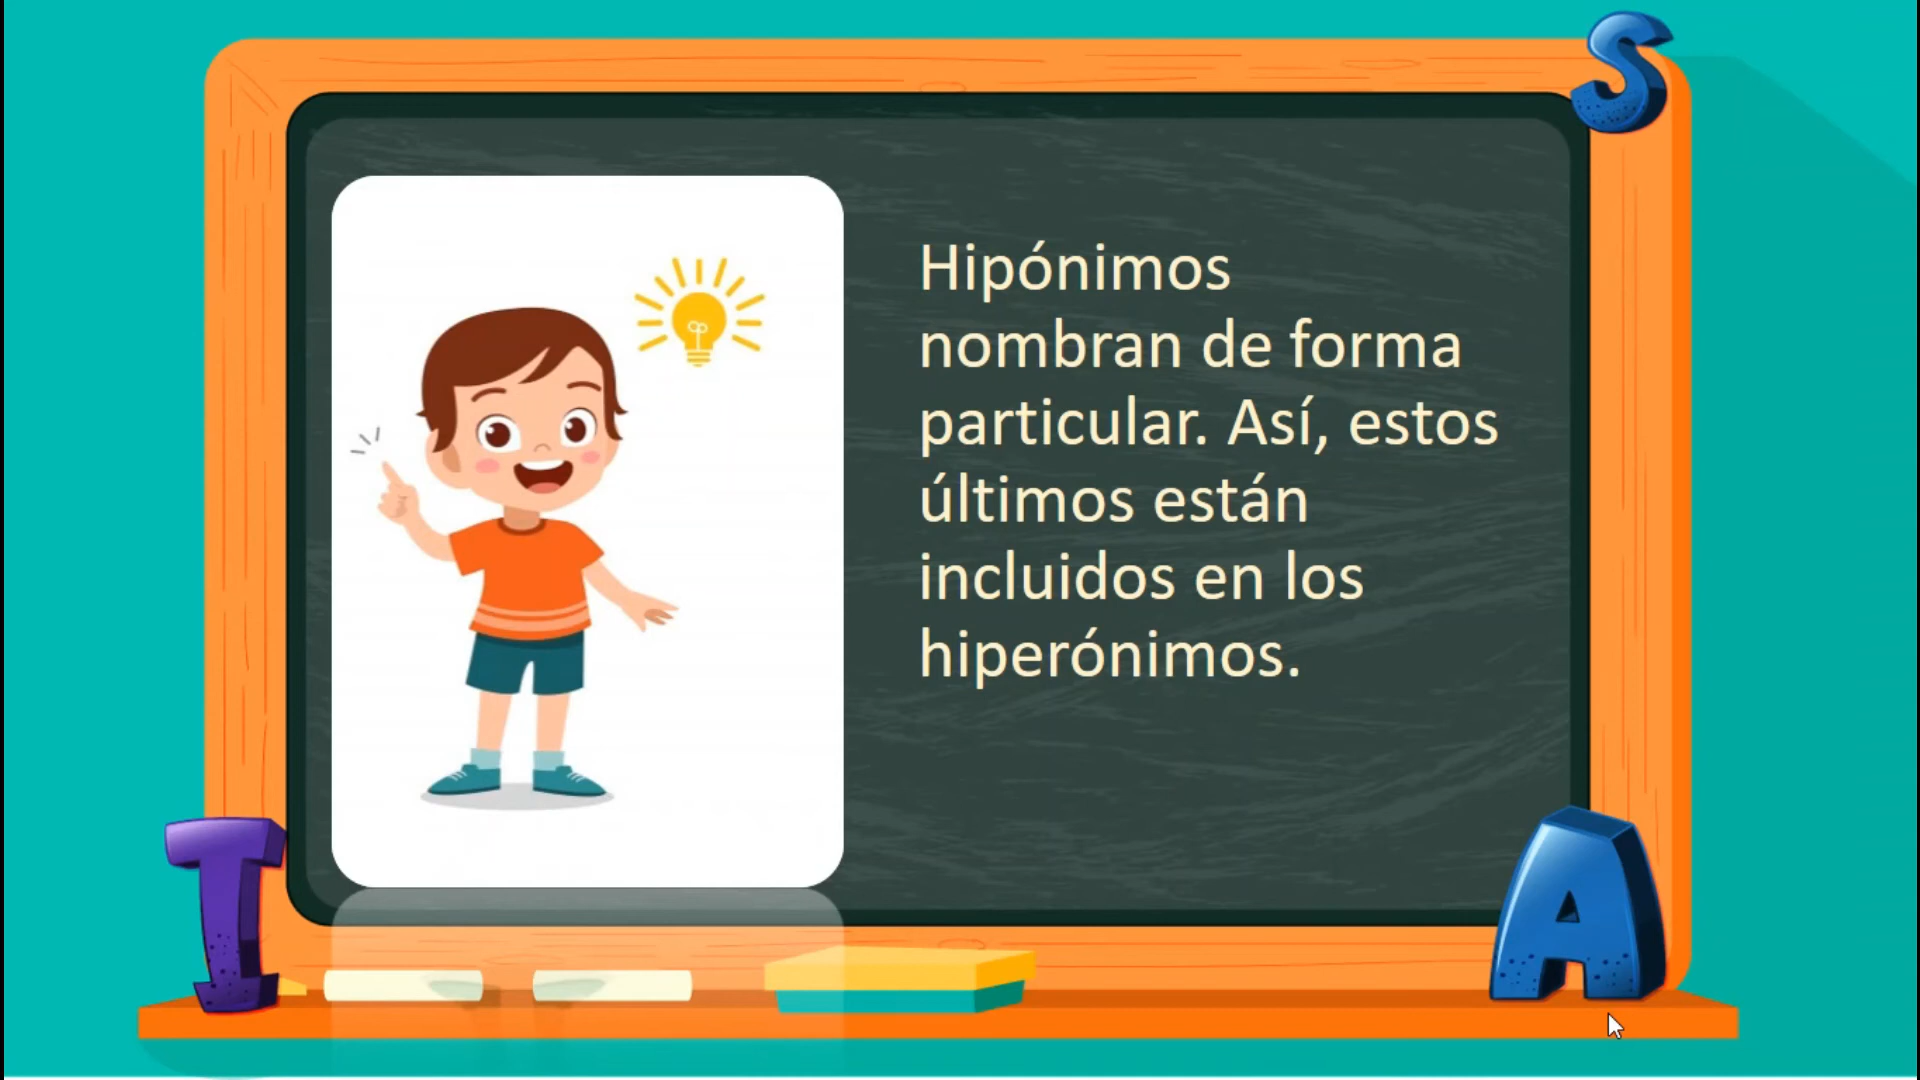 S
Hipónimos
nombran de forma
particular. Así, estos
últimos están
incluidos en los
hiperónimos.
I
A